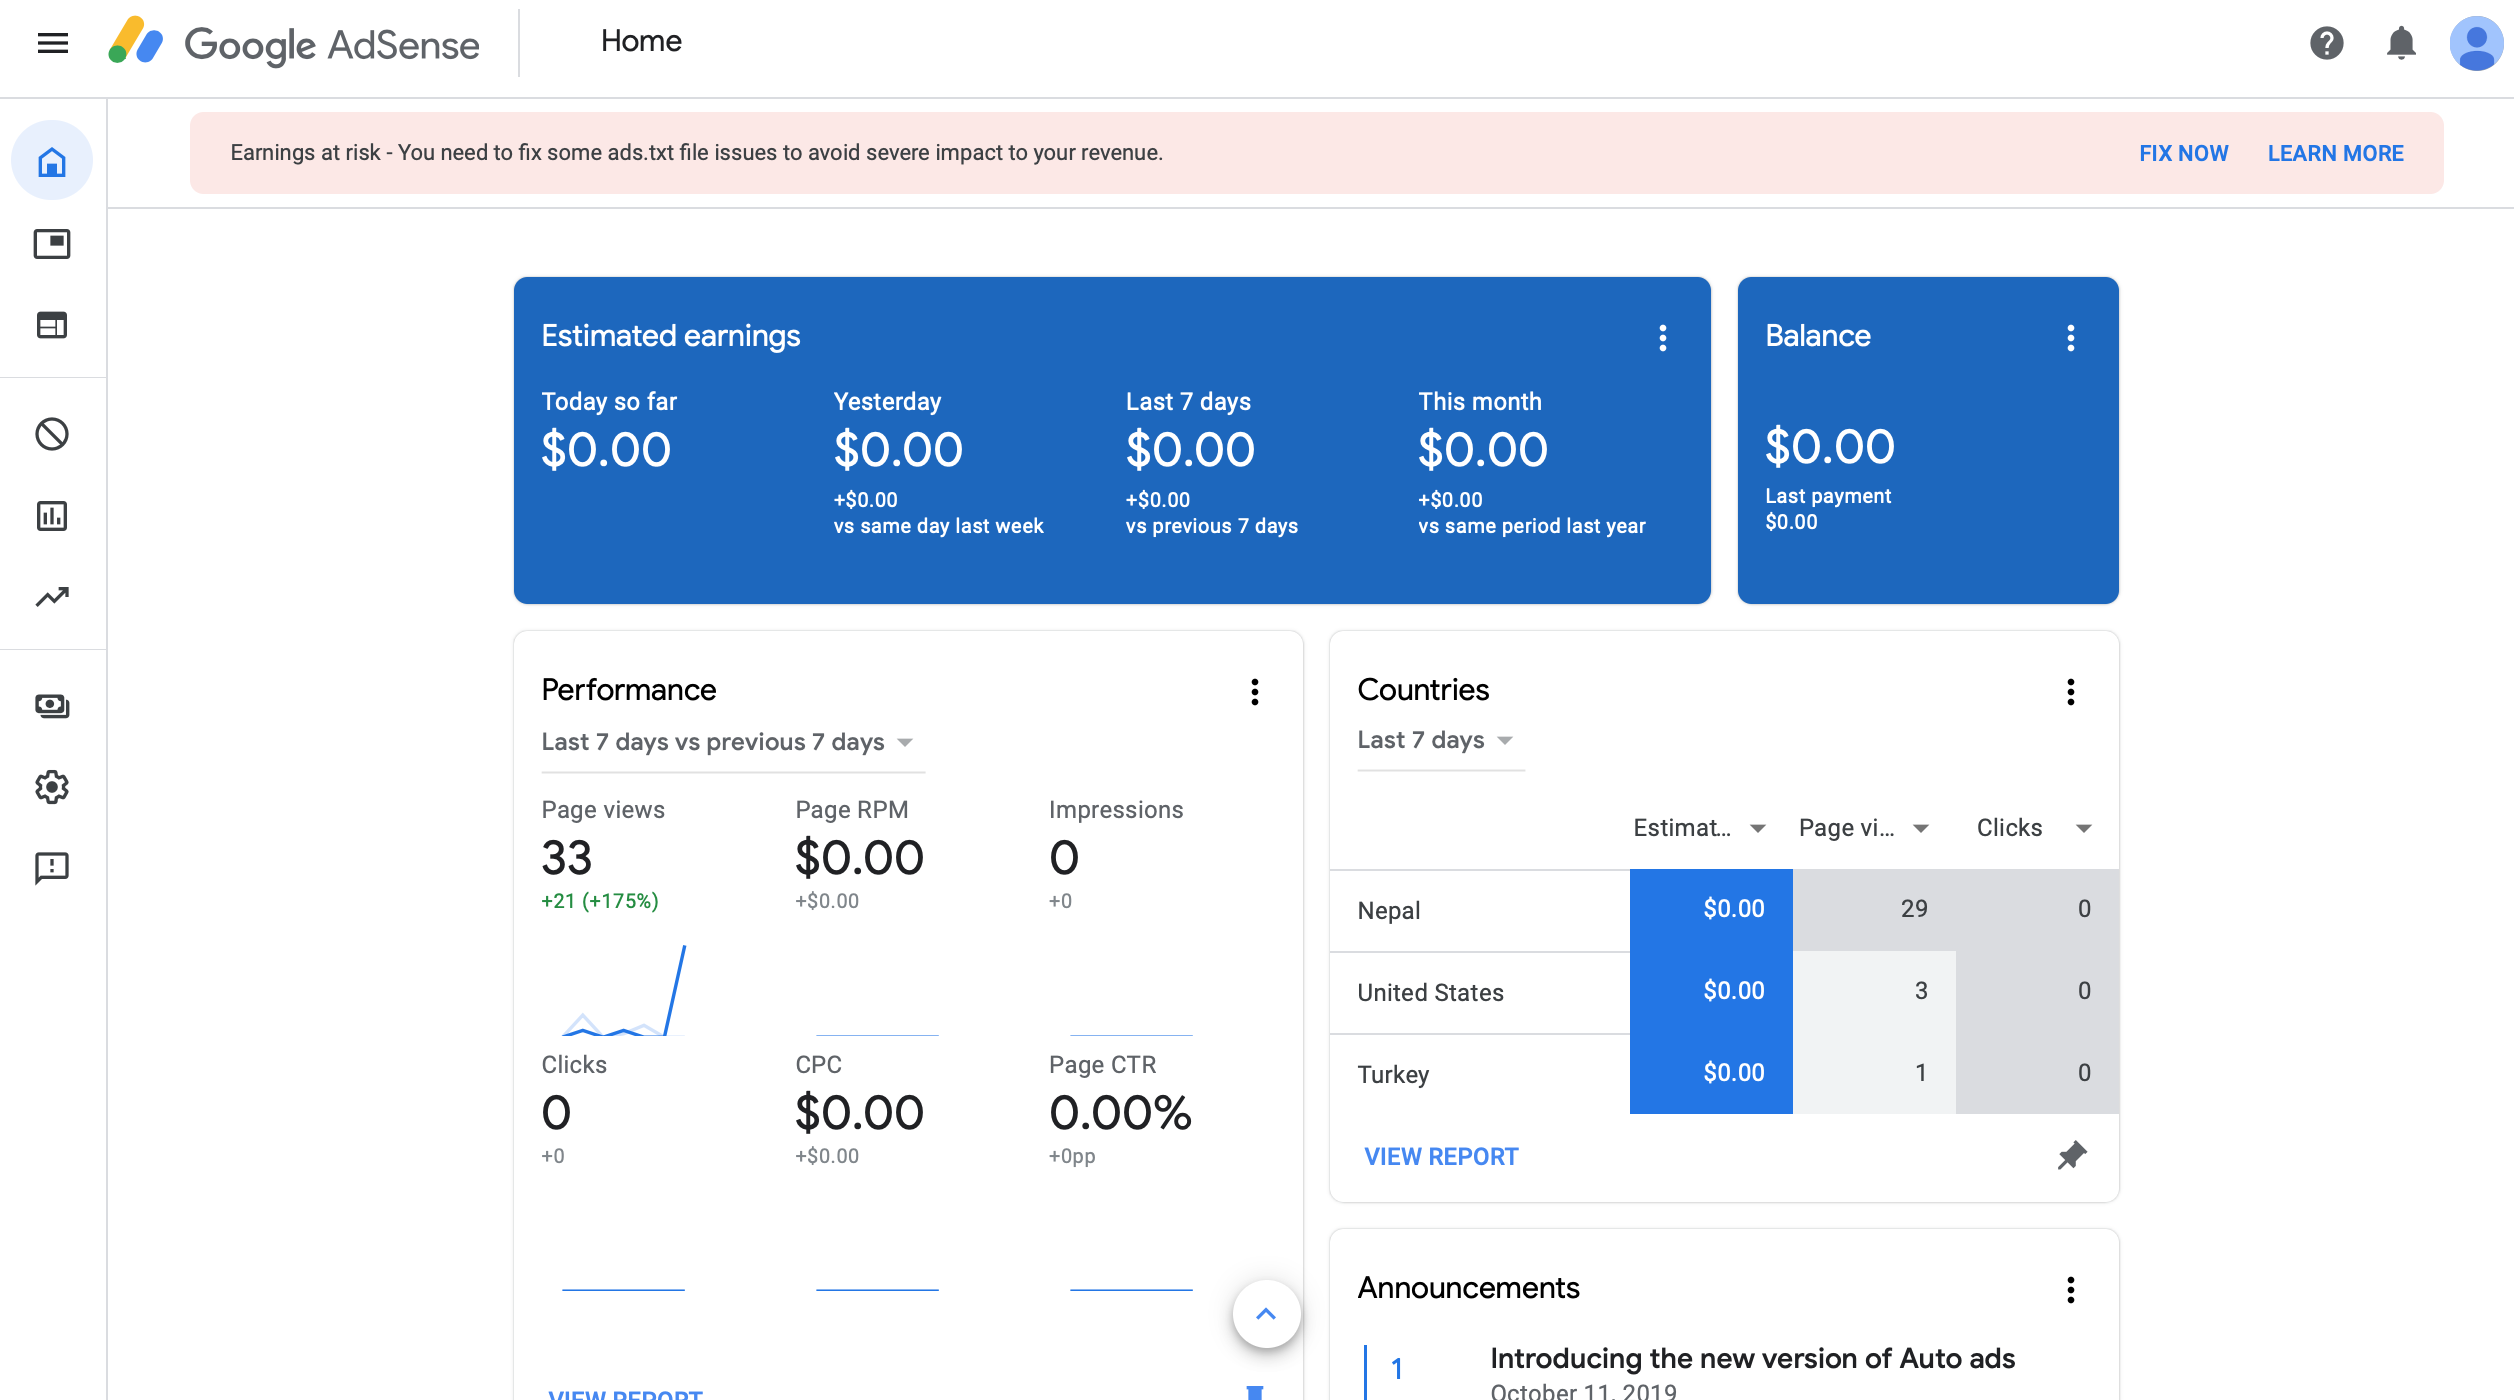 Google AdSense
Home
Earnings at risk - You need to fix some ads.txt file issues to avoid severe impact to your revenue.
FIX NOW
LEARN MORE
Estimated earnings
Today so far
$0.00
Yesterday
$0.00
+$0.00
vs same day last week
Last 7 days
$0.00
+$0.00
vs previous 7 days
This month
$0.00
+$0.00
vs same period last year
Balance
$0.00
Last payment
$0.00
Performance
Last 7 days vs previous 7 days
Page views
33
+21 (+175%)
Page RPM
$0.00
+$0.00
Impressions
0
+0
Clicks
0
+0
CPC
$0.00
+$0.00
Page CTR
0.00%
+0pp
VIEW REPORT
Countries
Last 7 days
Estimat... Page vi... Clicks
Nepal $0.00 29 0
United States $0.00 3 0
Turkey $0.00 1 0
VIEW REPORT
Announcements
1
Introducing the new version of Auto ads
October 11, 2019